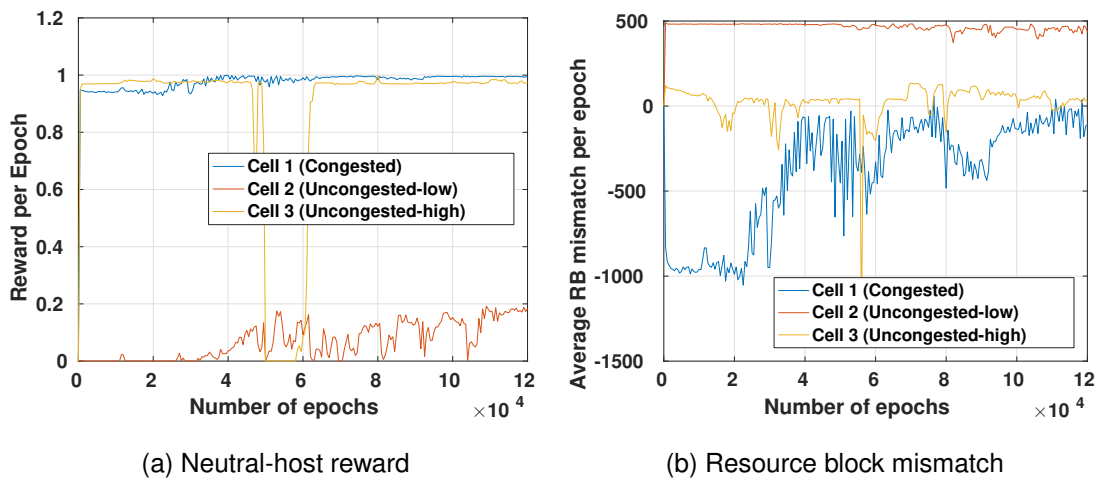 1.2
1
0.8
0.6
0.4
0.2
0
Reward per Epoch
Cell 1 (Congested)
Cell 2 (Uncongested-low)
Cell 3 (Uncongested-high)
0 2 4 6 8 10 12
Number of epochs
×10 4
(a) Neutral-host reward
500
0
-500
-1000
-1500
Average RB mismatch per epoch
Cell 1 (Congested)
Cell 2 (Uncongested-low)
Cell 3 (Uncongested-high)
0 2 4 6 8 10 12
Number of epochs
×10 4
(b) Resource block mismatch